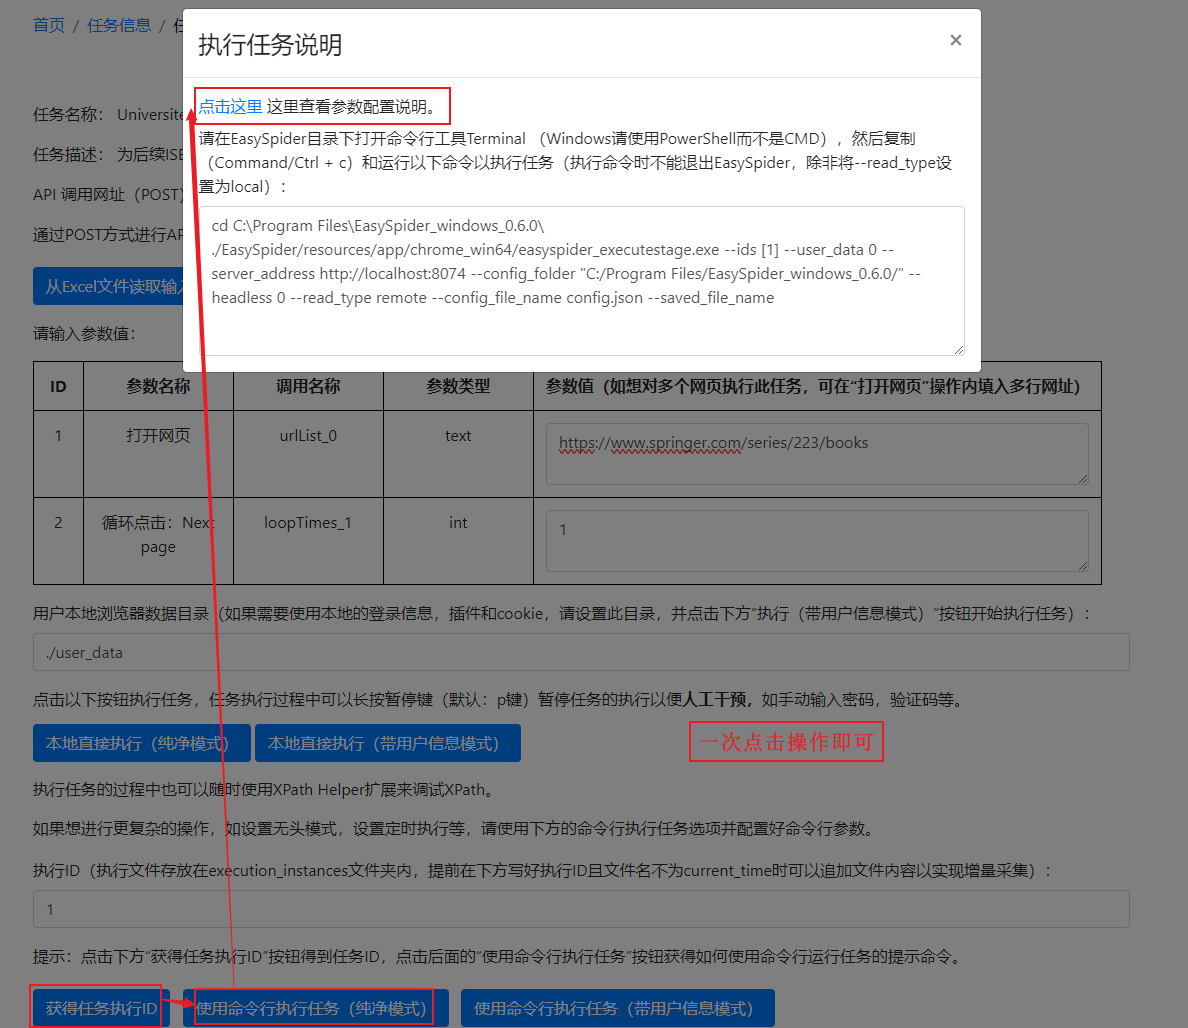 首页 / 任务信息 / 任
执行任务说明
×
点击这里 这里查看参数配置说明。
请在EasySpider目录下打开命令行工具Terminal （Windows请使用PowerShell而不是CMD），然后复制
（Command/Ctrl + c）和运行以下命令以执行任务（执行命令时不能退出EasySpider，除非将--read_type设
置为local）:
cd C:\Program Files\EasySpider_windows_0.6.0\
./EasySpider/resources/app/chrome_win64/easyspider_executestage.exe --ids [1] --user_data 0 --
server_address http://localhost:8074 --config_folder "C:/Program Files/EasySpider_windows_0.6.0/" --
headless 0 --read_type remote --config_file_name config.json --saved_file_name
任务名称： Universite
任务描述： 为后续ISB
API 调用网址（POST）
通过POST方式进行AP
从Excel文件读取输入
请输入参数值：
ID 参数名称 调用名称 参数类型 参数值（如想对多个网页执行此任务，可在“打开网页”操作内填入多行网址）
1 打开网页 urlList_0 text https://www.springer.com/series/223/books
2 循环点击：Next page loopTimes_1 int 1
用户本地浏览器数据目录（如果需要使用本地的登录信息，插件和cookie，请设置此目录，并点击下方“执行（带用户信息模式）”按钮开始执行任务）:
./user_data
点击以下按钮执行任务，任务执行过程中可以长按暂停键（默认：p键）暂停任务的执行以便人工干预，如手动输入密码，验证码等。
本地直接执行（纯净模式） 本地直接执行（带用户信息模式） 一次点击操作即可
执行任务的过程中也可以随时使用XPath Helper扩展来调试XPath。
如果想进行更复杂的操作，如设置无头模式，设置定时执行等，请使用下方的命令行执行任务选项并配置好命令行参数。
执行ID（执行文件存放在execution_instances文件夹内，提前在下方写好执行ID且文件名不为current_time时可以追加文件内容以实现增量采集）:
1
提示：点击下方“获得任务执行ID”按钮得到任务ID，点击后面的“使用命令行执行任务”按钮获得如何使用命令行运行任务的提示命令。
获得任务执行ID 使用命令行执行任务（纯净模式） 使用命令行执行任务（带用户信息模式）